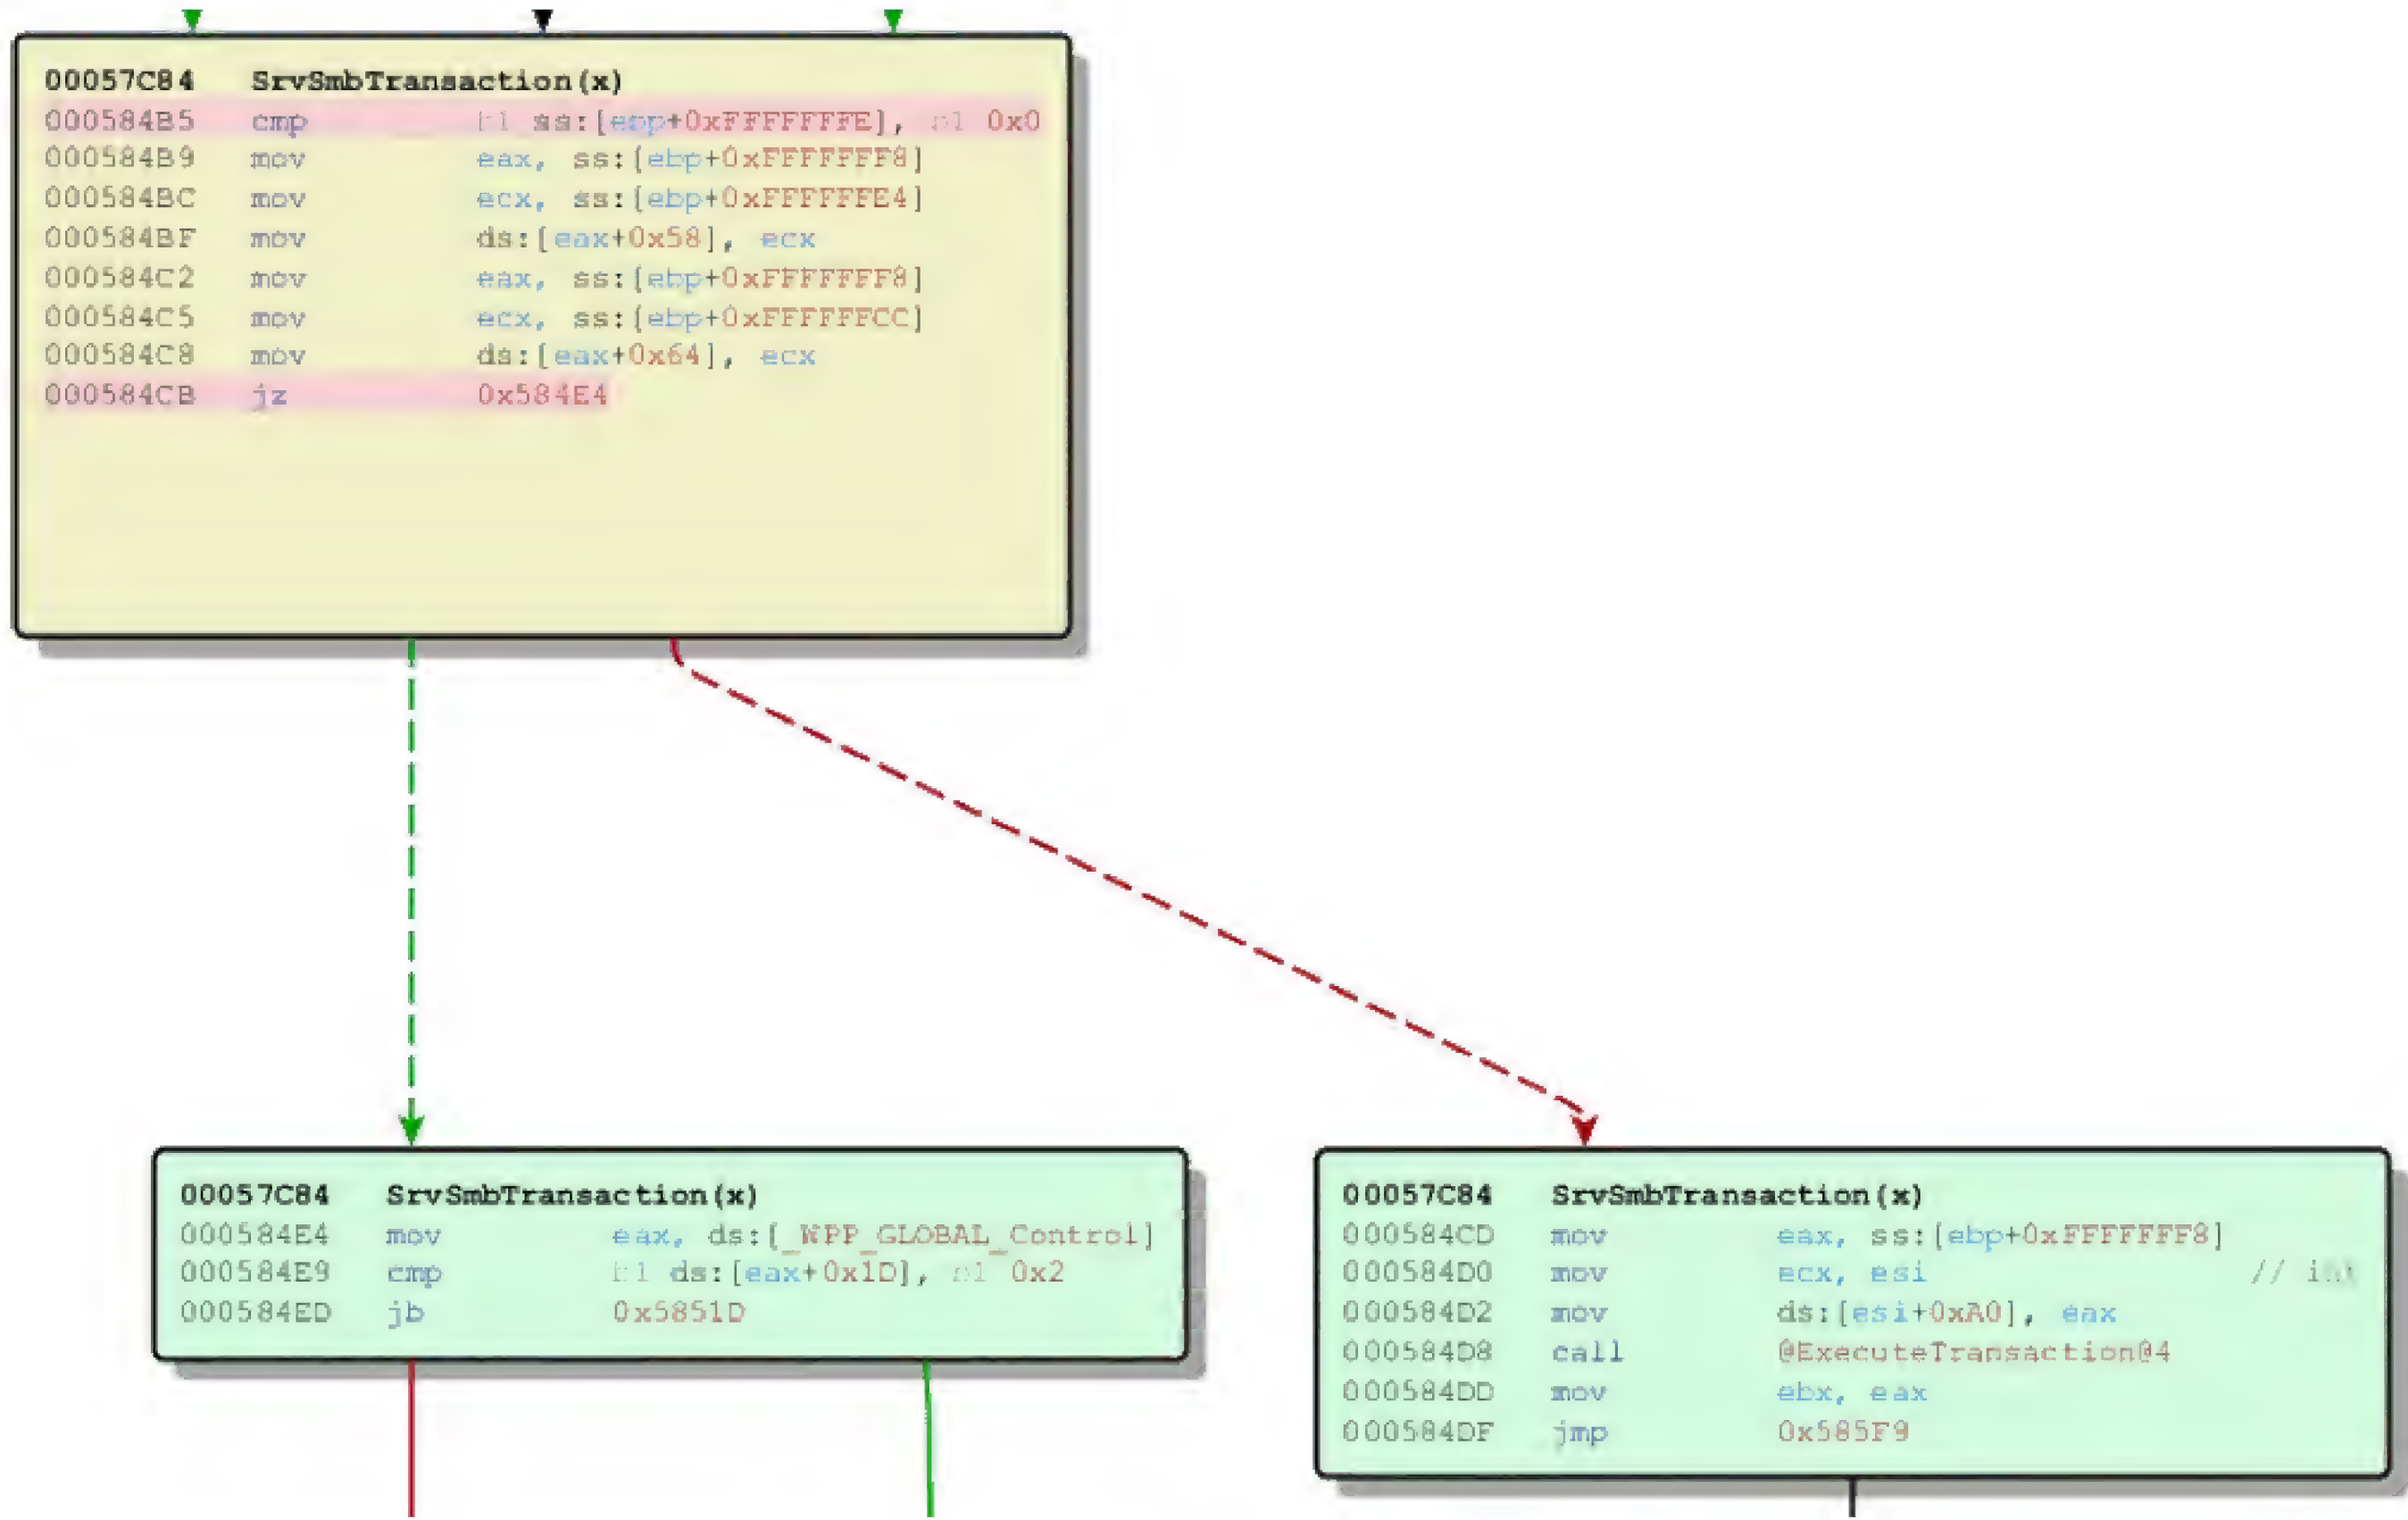 00057C84 SrvSmbTransaction(x)
000584B5 cmp ss:[ebp+0xFFFFFFFE], 0x0
000584B9 mov eax, ss:[ebp+0xFFFFFFF8]
000584BC mov ecx, ss:[ebp+0xFFFFFFE4]
000584BF mov ds:[eax+0x58], ecx
000584C2 mov eax, ss:[ebp+0xFFFFFFF8]
000584C5 mov ecx, ss:[ebp+0xFFFFFFCC]
000584C8 mov ds:[eax+0x64], ecx
000584CB jz 0x584E4
00057C84 SrvSmbTransaction(x)
000584E4 mov eax, ds:[_WPP_GLOBAL_Control]
000584E9 cmp ds:[eax+0x1D], 0x2
000584ED jb 0x5851D
00057C84 SrvSmbTransaction(x)
000584CD mov eax, ss:[ebp+0xFFFFFFF8]
000584D0 mov ecx, esi // int
000584D2 mov ds:[esi+0xA0], eax
000584D8 call @ExecuteTransaction@4
000584DD mov ebx, eax
000584DF jmp 0x585F9